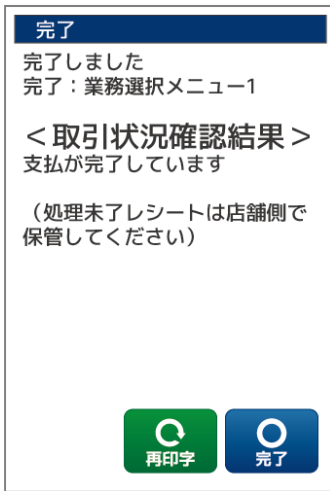 完了
完了しました
完了：業務選択メニュー1
＜取引状況確認結果＞
支払が完了しています
（処理未了レシートは店舗側で
保管してください）
再印字
完了